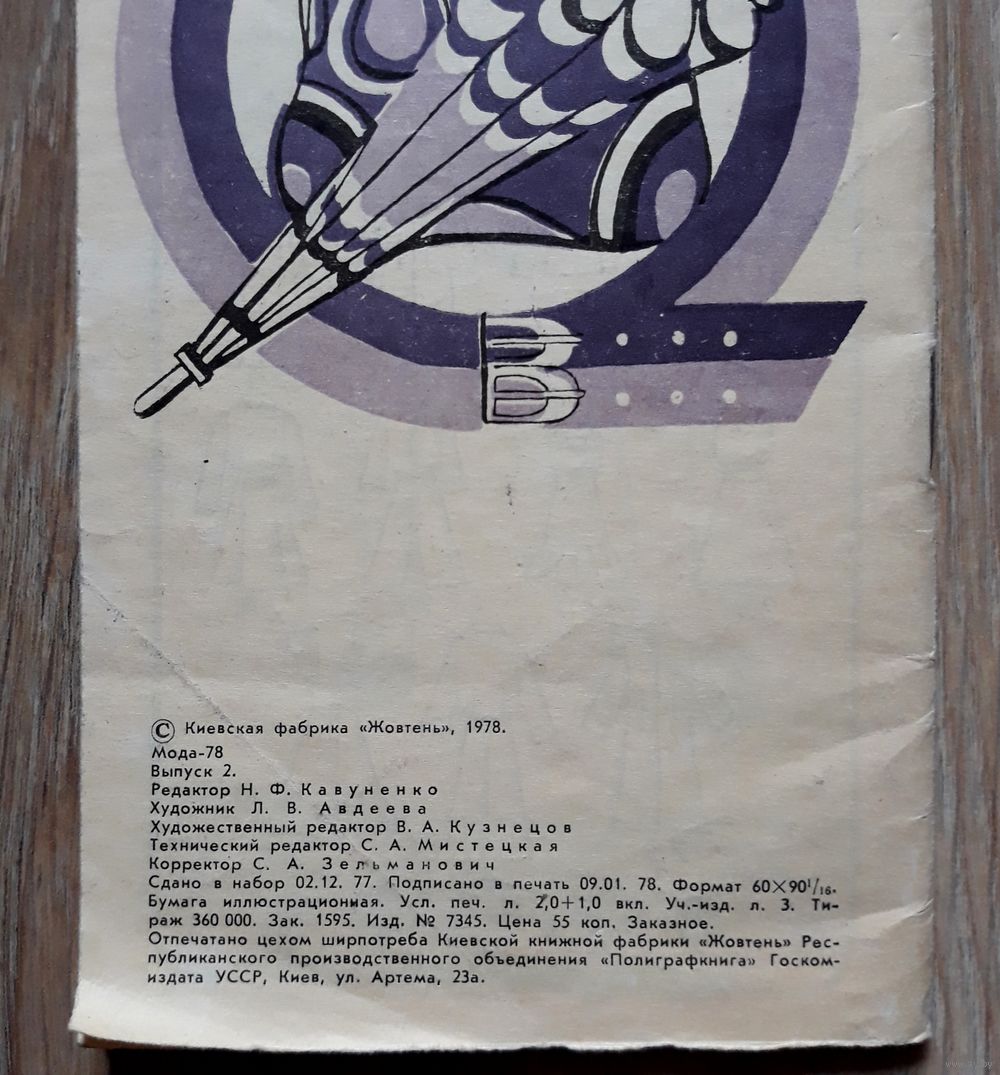 © Киевская фабрика «Жовтень», 1978.
Мода-78
Выпуск 2.
Редактор Н. Ф. Кавуненко
Художник Л. В. Авдеева
Художественный редактор В. А. Кузнецов
Технический редактор С. А. Мистецкая
Корректор С. А. Зельманович
Сдано в набор 02.12. 77. Подписано в печать 09.01. 78. Формат 60×90¹/₁₆.
Бумага иллюстрационная. Усл. печ. л. 2,0+1,0 вкл. Уч.-изд. л. 3. Ти-
раж 360 000. Зак. 1595. Изд. № 7345. Цена 55 коп. Заказное.
Отпечатано цехом ширпотреба Киевской книжной фабрики «Жовтень» Рес-
публиканского производственного объединения «Полиграфкнига» Госком-
издата УССР, Киев, ул. Артема, 23а.